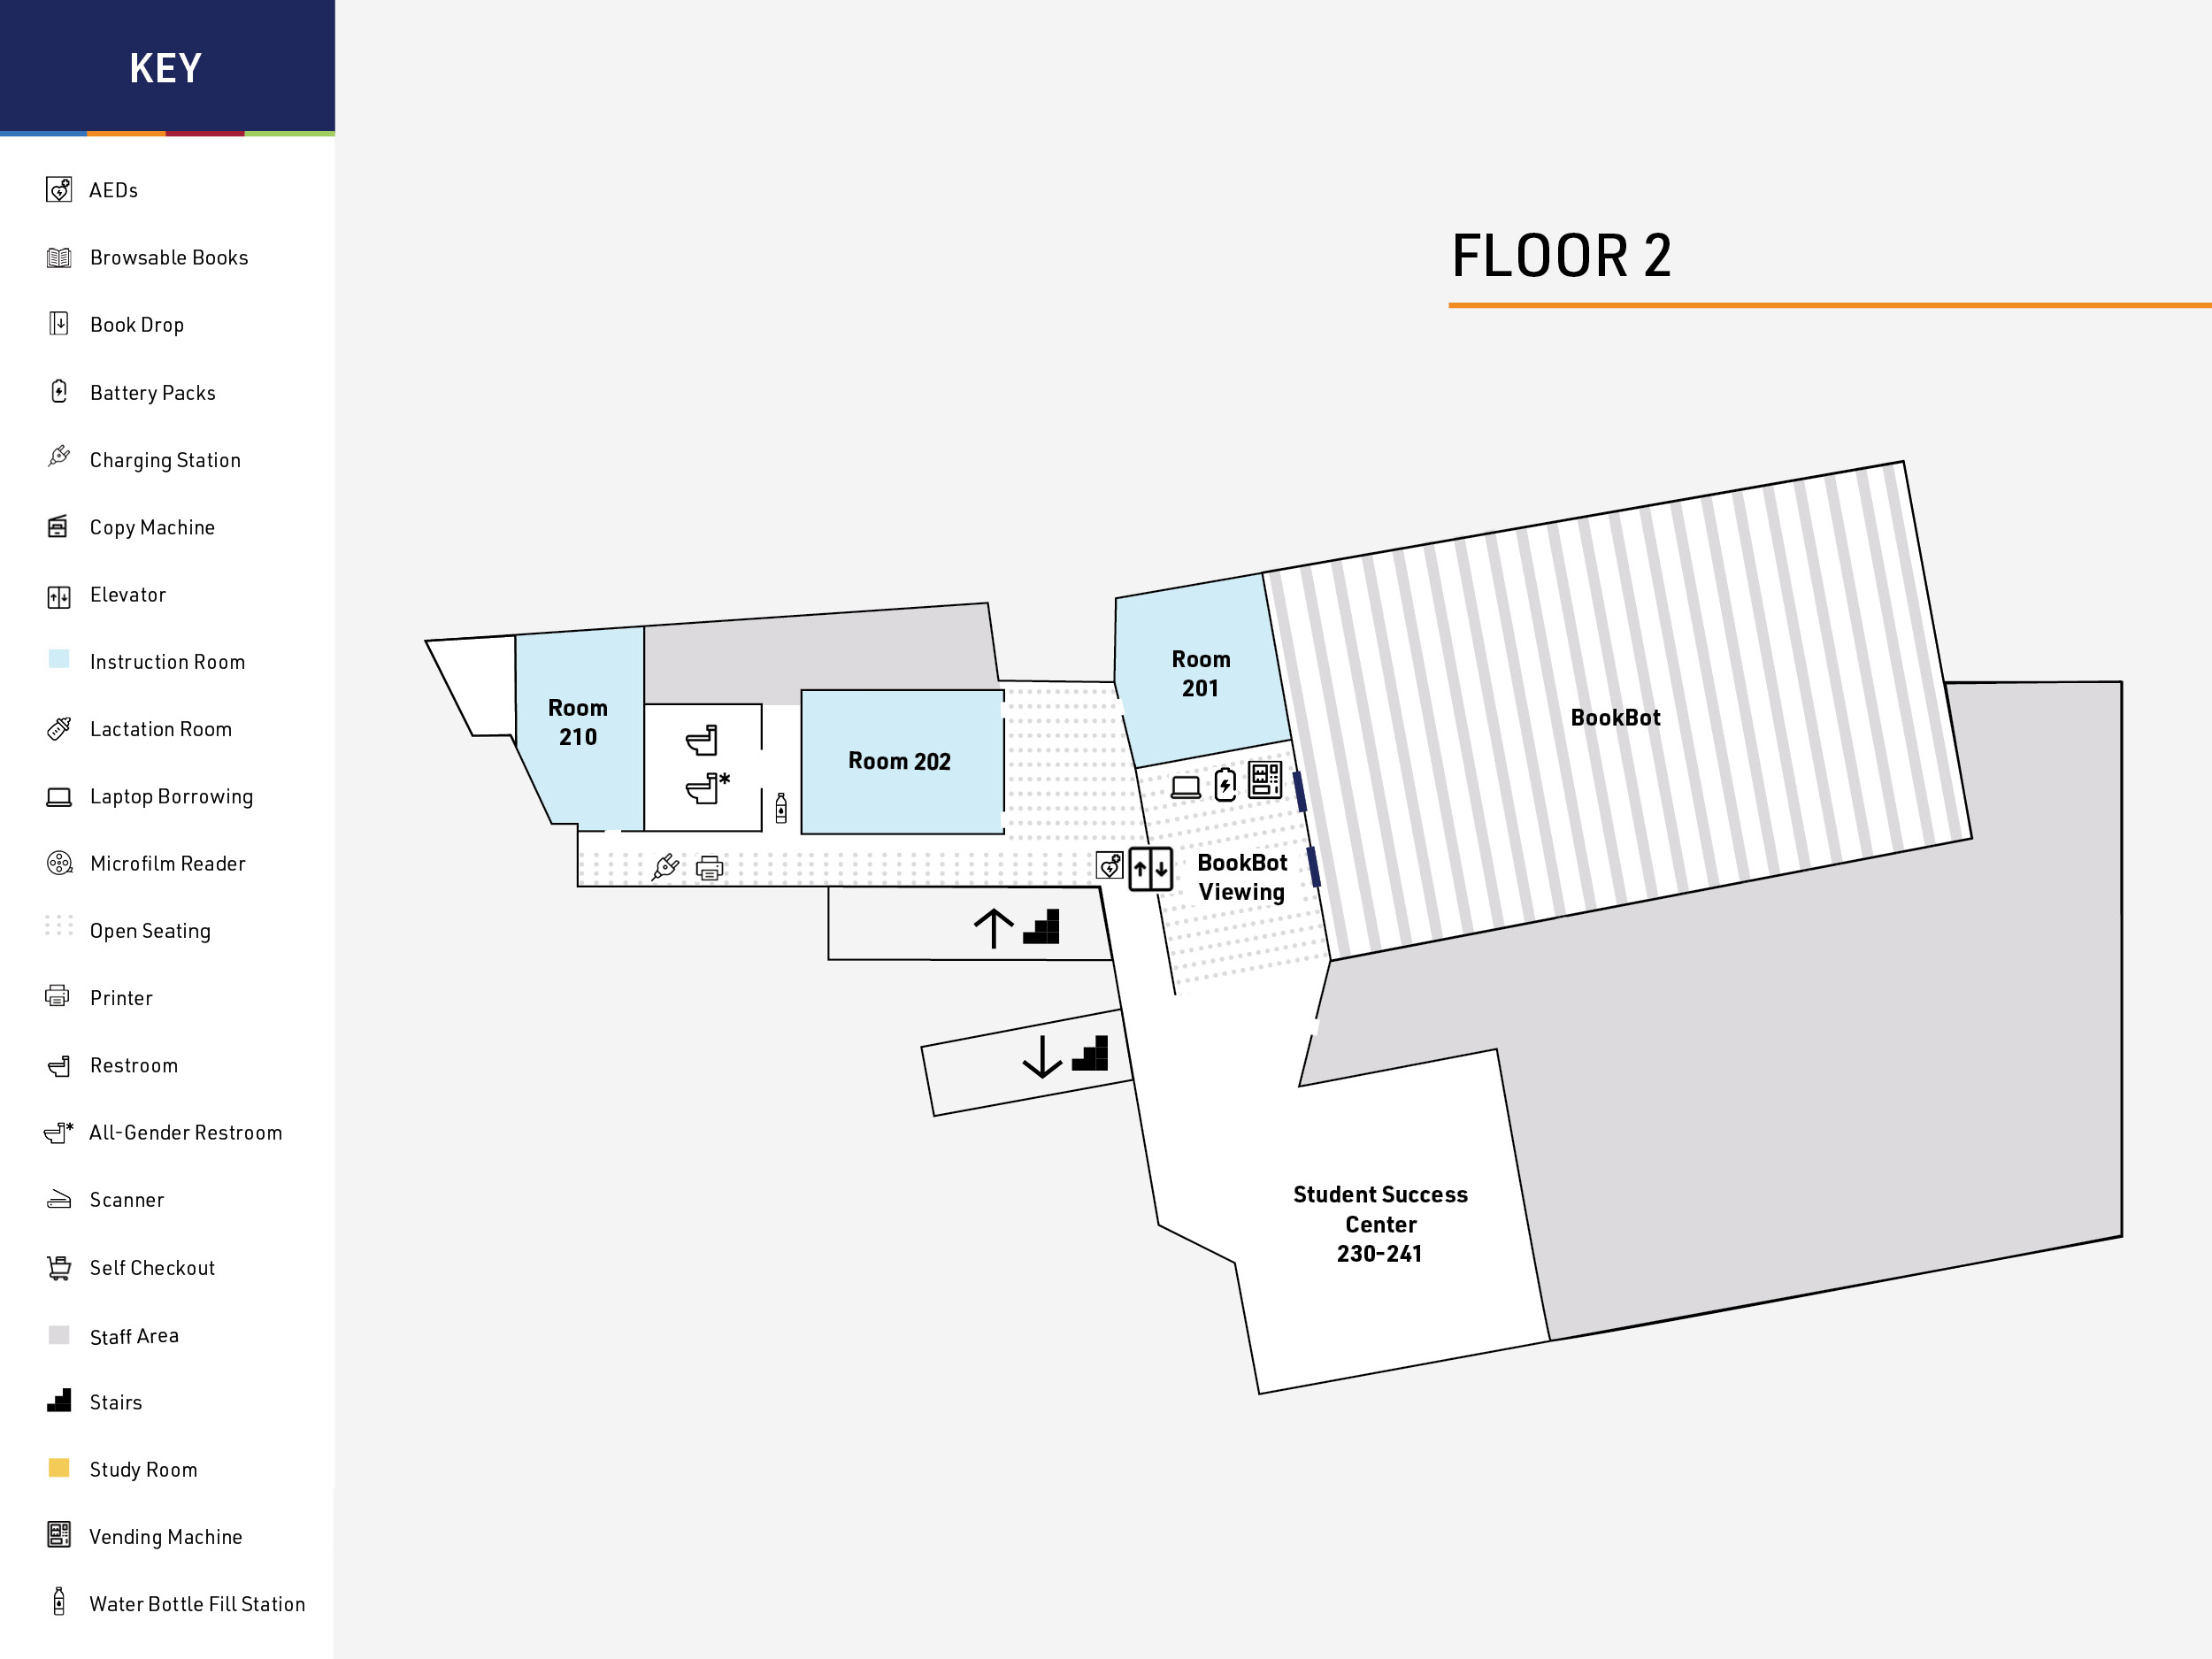 KEY
AEDs
Browsable Books
Book Drop
Battery Packs
Charging Station
Copy Machine
Elevator
Instruction Room
Lactation Room
Laptop Borrowing
Microfilm Reader
Open Seating
Printer
Restroom
All-Gender Restroom
Scanner
Self Checkout
Staff Area
Stairs
Study Room
Vending Machine
Water Bottle Fill Station
FLOOR 2
Room
210
Room 202
Room
201
BookBot
BookBot
Viewing
Student Success
Center
230-241